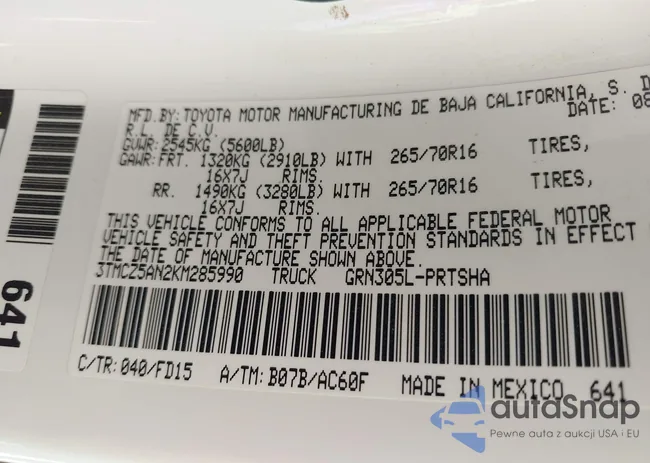 MFD.BY:TOYOTA MOTOR MANUFACTURING DE BAJA CALIFORNIA, S. D
R.L. DE C.V. DATE: 08
GVWR:2545KG (5600LB)
GAWR:FRT. 1320KG (2910LB) WITH 265/70R16 TIRES,
16X7J RIMS.
RR. 1490KG (3280LB) WITH 265/70R16 TIRES,
16X7J RIMS.
THIS VEHICLE CONFORMS TO ALL APPLICABLE FEDERAL MOTOR
VEHICLE SAFETY AND THEFT PREVENTION STANDARDS IN EFFECT
THE DATE OF MANUFACTURE SHOWN ABOVE.
3TMCZ5AN2KM285990 TRUCK GRN305L-PRTSHA
C/TR:040/FD15 A/TM:B07B/AC60F MADE IN MEXICO 641
641
autaSnap
Pewne auta z aukcji USA i EU